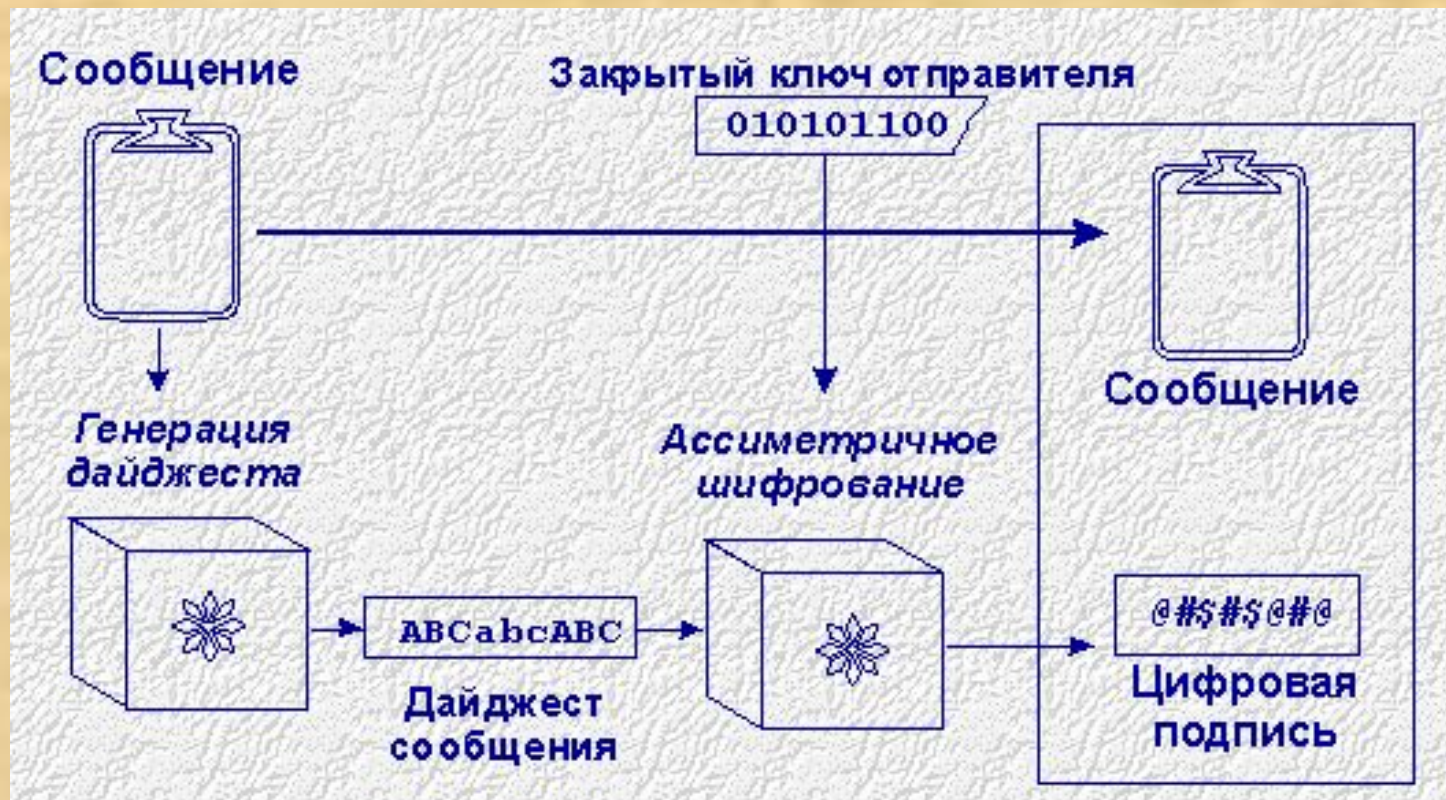 Сообщение
Закрытый ключ отправителя
010101100
Сообщение
Генерация
дайджеста
Ассиметричное
шифрование
ABCabcABC
Дайджест
сообщения
@#$#$@#@
Цифровая
подпись